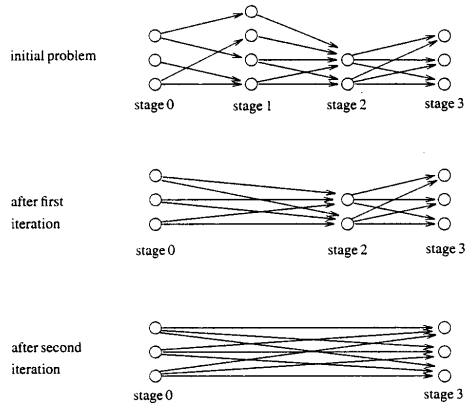 initial problem
stage 0 stage 1 stage 2 stage 3
after first
iteration
stage 0 stage 2 stage 3
after second
iteration
stage 0 stage 3